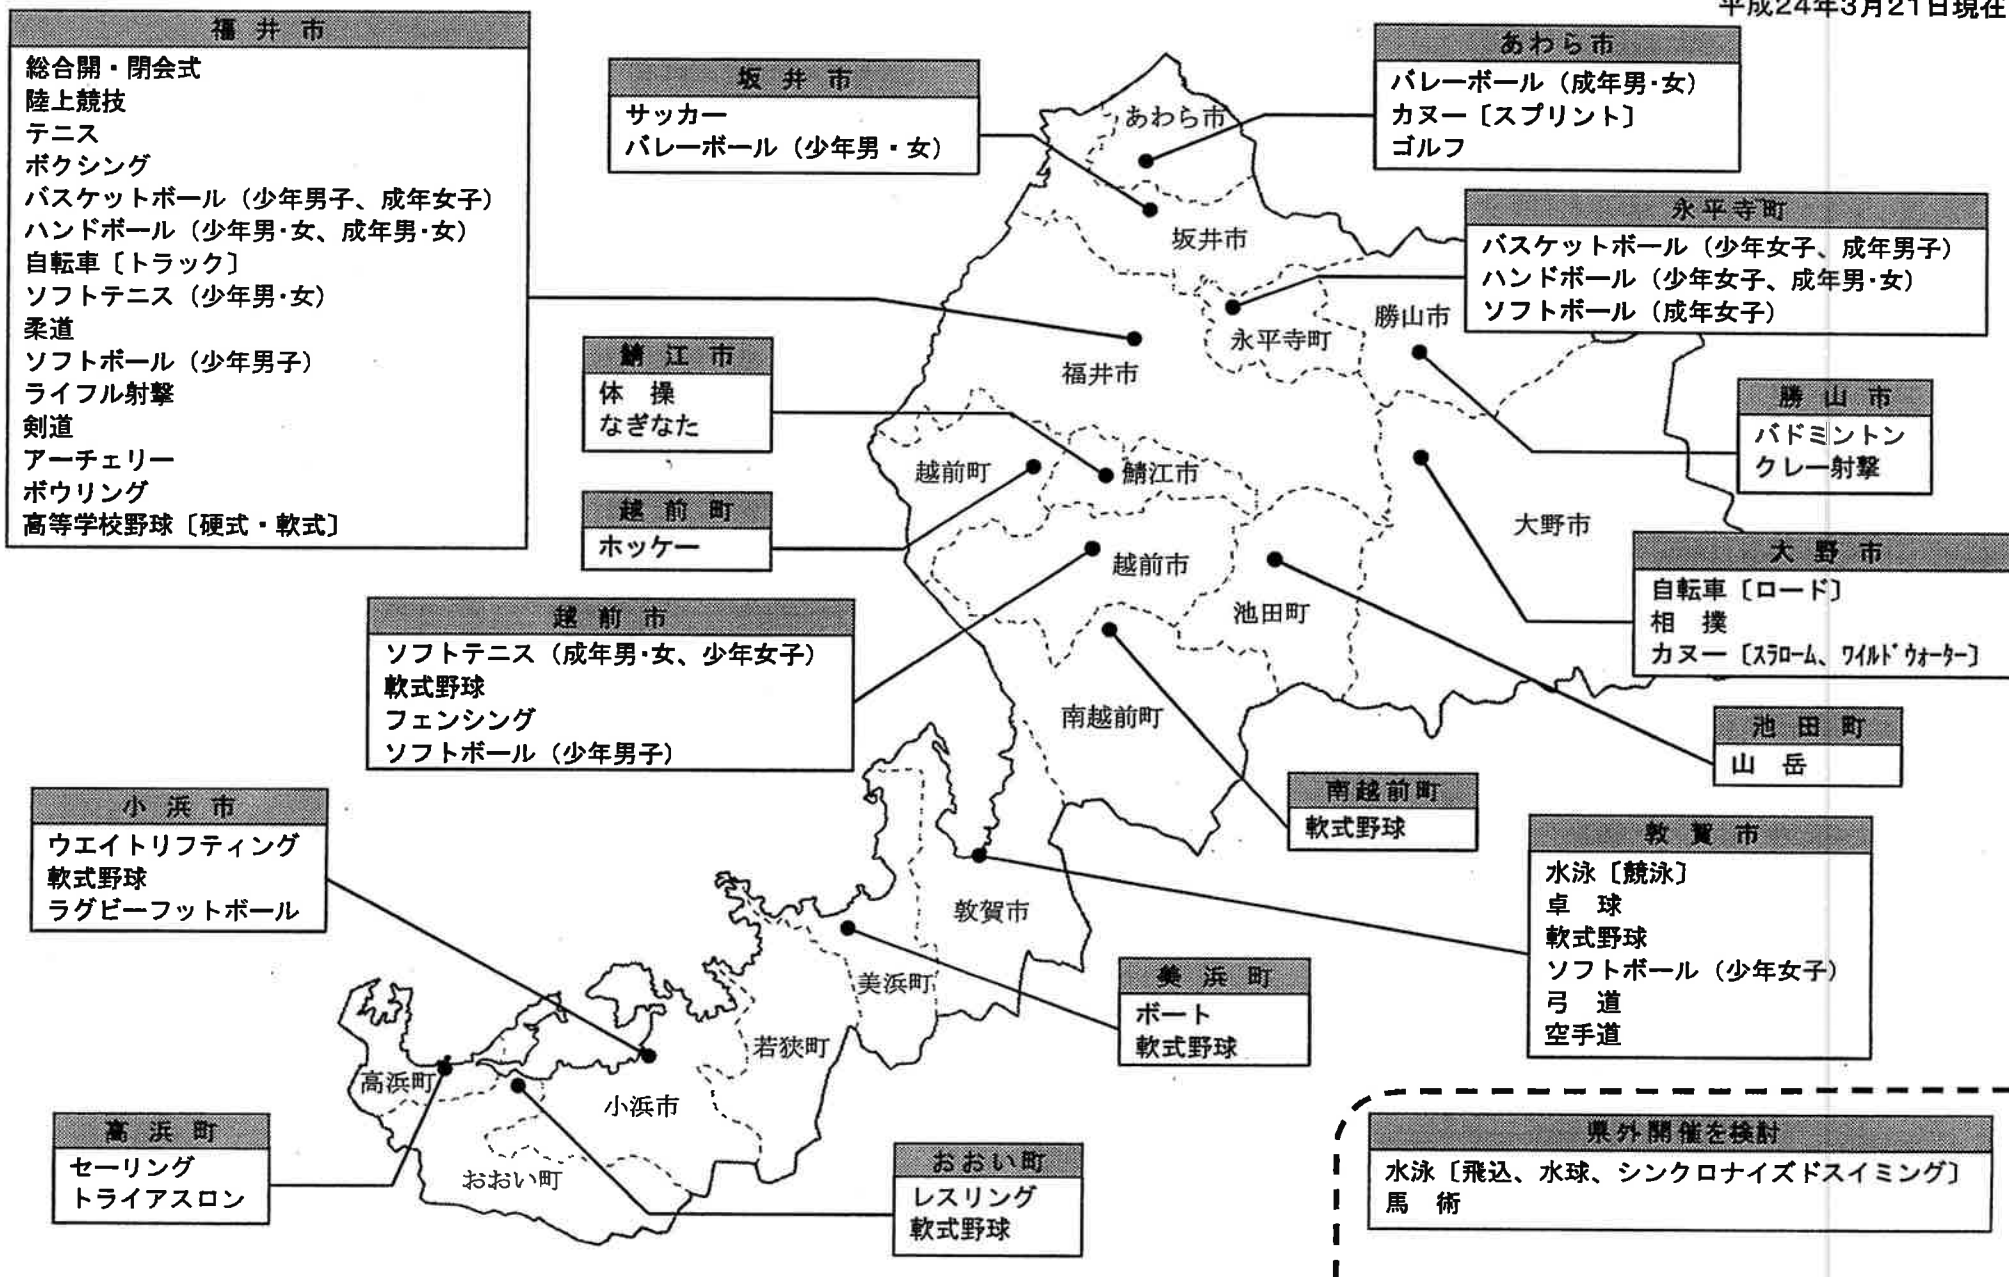 平成24年3月21日現在
福井市
総合開・閉会式
陸上競技
テニス
ボクシング
バスケットボール（少年男子、成年女子）
ハンドボール（少年男・女、成年男・女）
自転車〔トラック〕
ソフトテニス（少年男・女）
柔道
ソフトボール（少年男子）
ライフル射撃
剣道
アーチェリー
ボウリング
高等学校野球〔硬式・軟式〕
坂井市
サッカー
バレーボール（少年男・女）
あわら市
バレーボール（成年男・女）
カヌー〔スプリント〕
ゴルフ
永平寺町
バスケットボール（少年女子、成年男子）
ハンドボール（少年女子、成年男・女）
ソフトボール（成年女子）
鯖江市
体　操
なぎなた
越前町
ホッケー
勝山市
バドミントン
クレー射撃
大野市
自転車〔ロード〕
相　撲
カヌー〔スラローム、ワイルドウォーター〕
越前市
ソフトテニス（成年男・女、少年女子）
軟式野球
フェンシング
ソフトボール（少年男子）
池田町
山　岳
南越前町
軟式野球
小浜市
ウエイトリフティング
軟式野球
ラグビーフットボール
敦賀市
水泳〔競泳〕
卓　球
軟式野球
ソフトボール（少年女子）
弓　道
空手道
美浜町
ボート
軟式野球
高浜町
セーリング
トライアスロン
おおい町
レスリング
軟式野球
県外開催を検討
水泳〔飛込、水球、シンクロナイズドスイミング〕
馬　術
あわら市
坂井市
永平寺町
勝山市
福井市
越前町
鯖江市
大野市
越前市
池田町
南越前町
敦賀市
美浜町
若狭町
高浜町
小浜市
おおい町